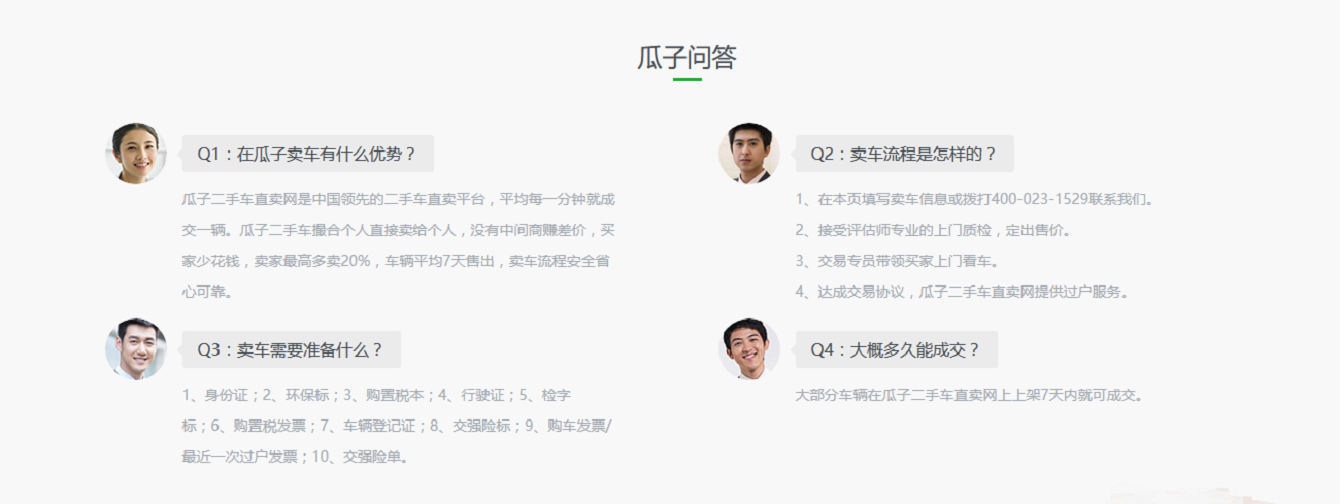 瓜子问答
Q1：在瓜子卖车有什么优势？
瓜子二手车直卖网是中国领先的二手车直卖平台，平均每一分钟就成
交一辆。瓜子二手车撮合个人直接卖给个人，没有中间商赚差价，买
家少花钱，卖家最高多卖20%，车辆平均7天售出，卖车流程安全省
心可靠。
Q2：卖车流程是怎样的？
1、在本页填写卖车信息或拨打400-023-1529联系我们。
2、接受评估师专业的上门质检，定出售价。
3、交易专员带领买家上门看车。
4、达成交易协议，瓜子二手车直卖网提供过户服务。
Q3：卖车需要准备什么？
1、身份证；2、环保标；3、购置税本；4、行驶证；5、检字
标；6、购置税发票；7、车辆登记证；8、交强险标；9、购车发票/
最近一次过户发票；10、交强险单。
Q4：大概多久能成交？
大部分车辆在瓜子二手车直卖网上上架7天内就可成交。